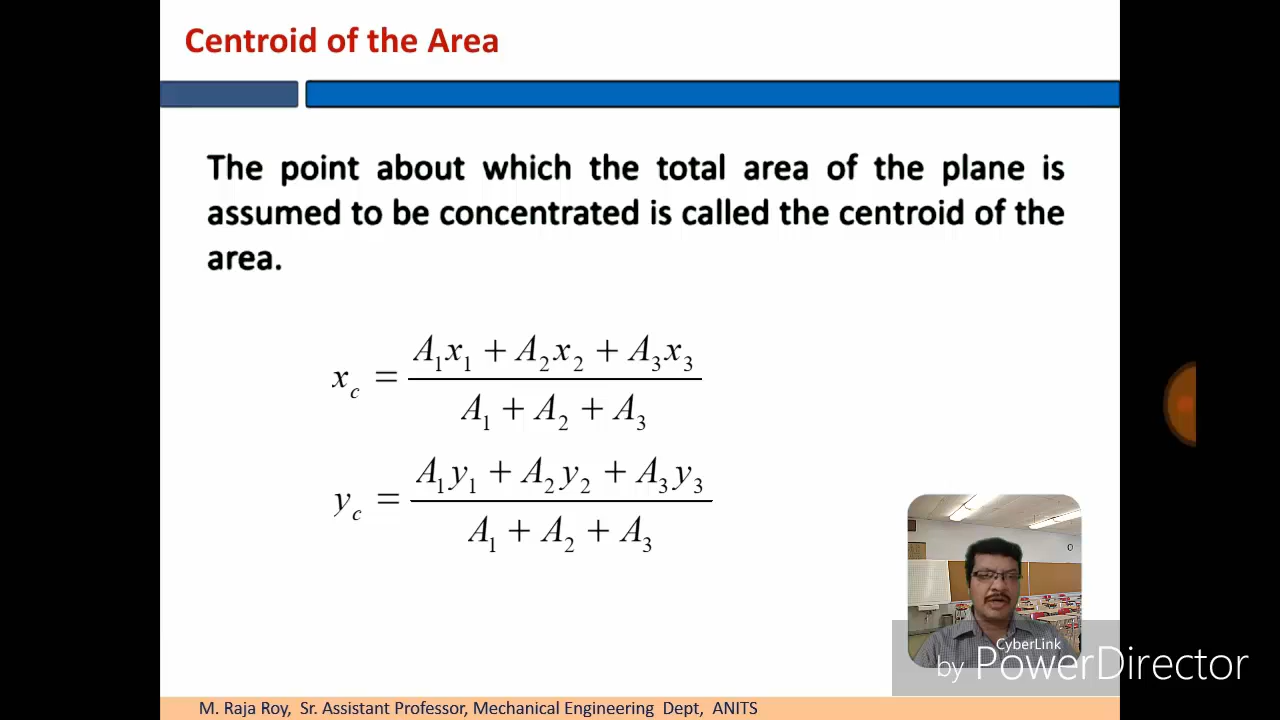 Centroid of the Area
The point about which the total area of the plane is
assumed to be concentrated is called the centroid of the
area.
x_c = (A_1x_1 + A_2x_2 + A_3x_3) / (A_1 + A_2 + A_3)
y_c = (A_1y_1 + A_2y_2 + A_3y_3) / (A_1 + A_2 + A_3)
CyberLink
by PowerDirector
M. Raja Roy, Sr. Assistant Professor, Mechanical Engineering Dept, ANITS